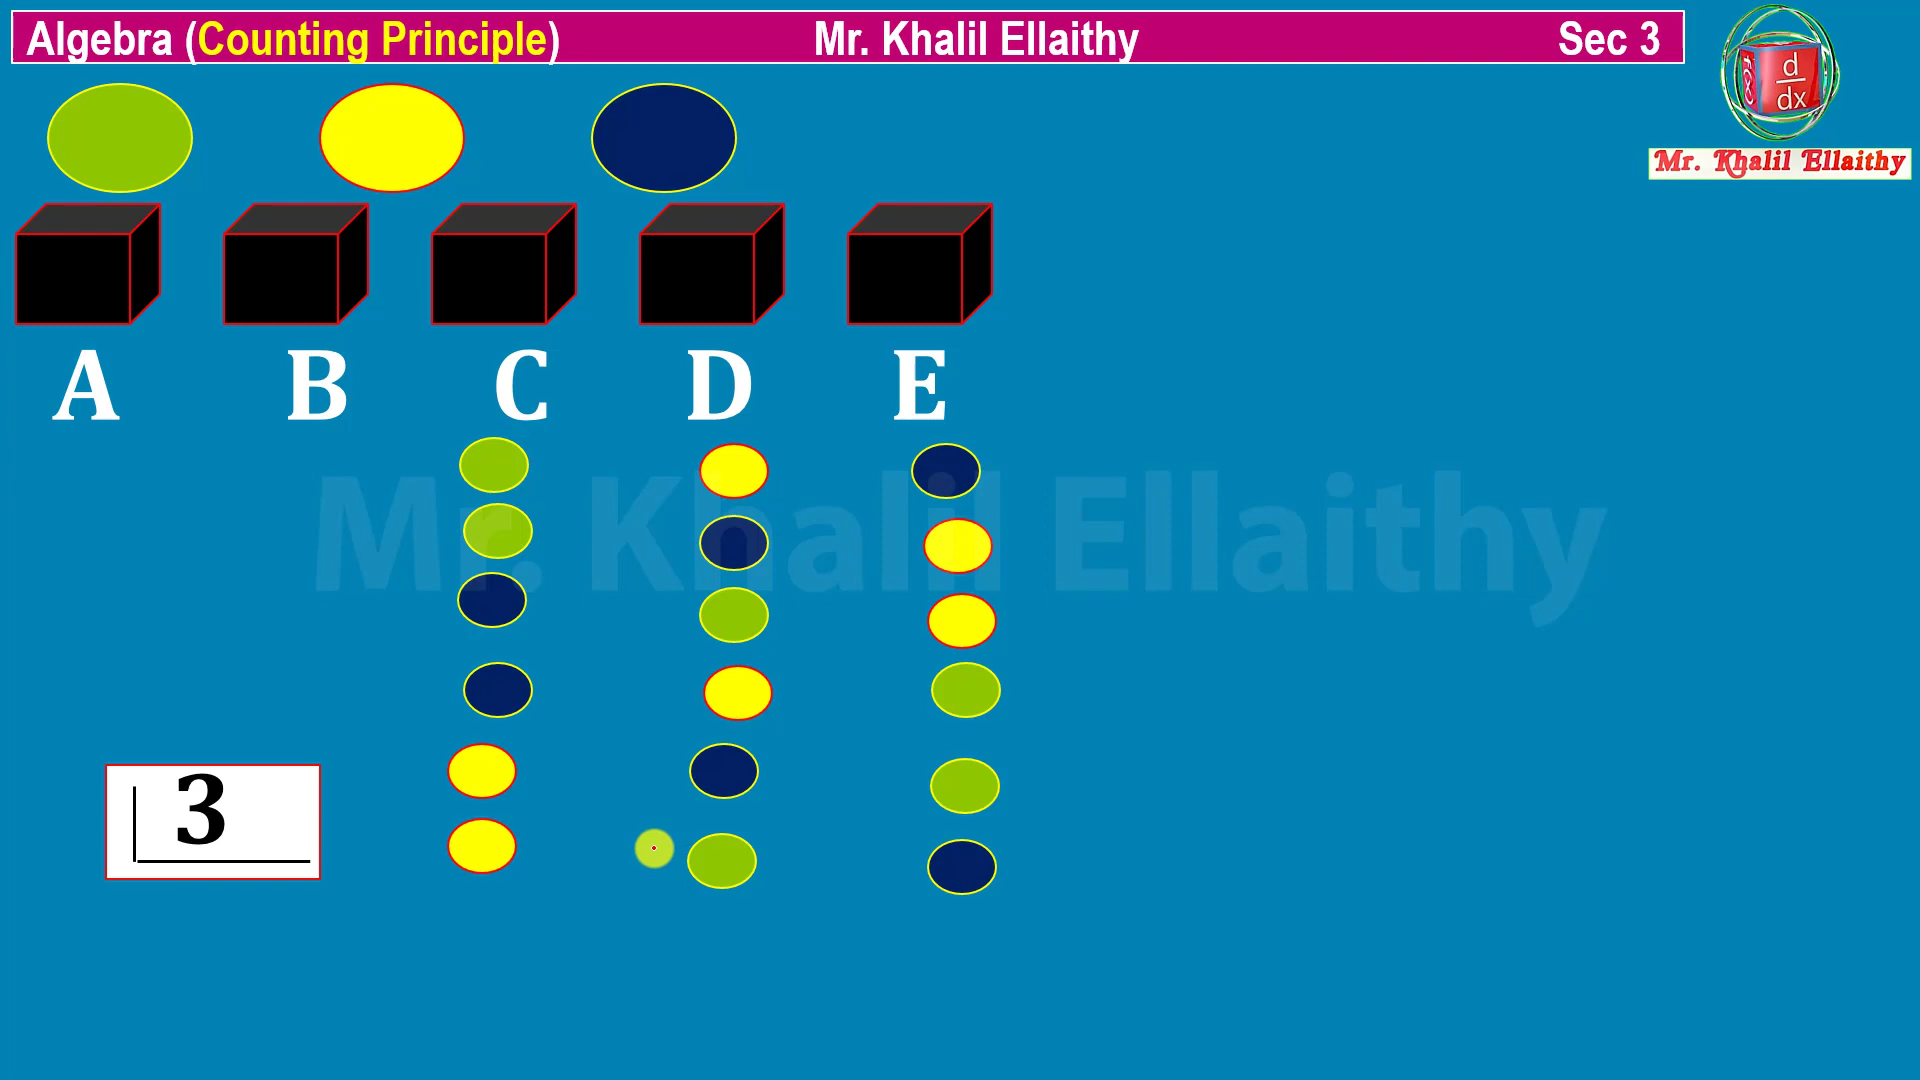 Algebra (Counting Principle) Mr. Khalil Ellaithy Sec 3
f(x) d/dx
Mr. Khalil Ellaithy
A B C D E
Mr. Khalil Ellaithy
3